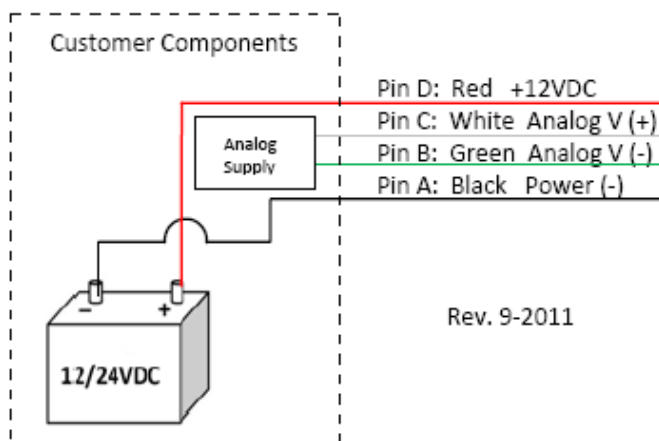 Customer Components
Pin D: Red +12VDC
Pin C: White Analog V (+)
Analog
Supply
Pin B: Green Analog V (-)
Pin A: Black Power (-)
- +
12/24VDC
Rev. 9-2011